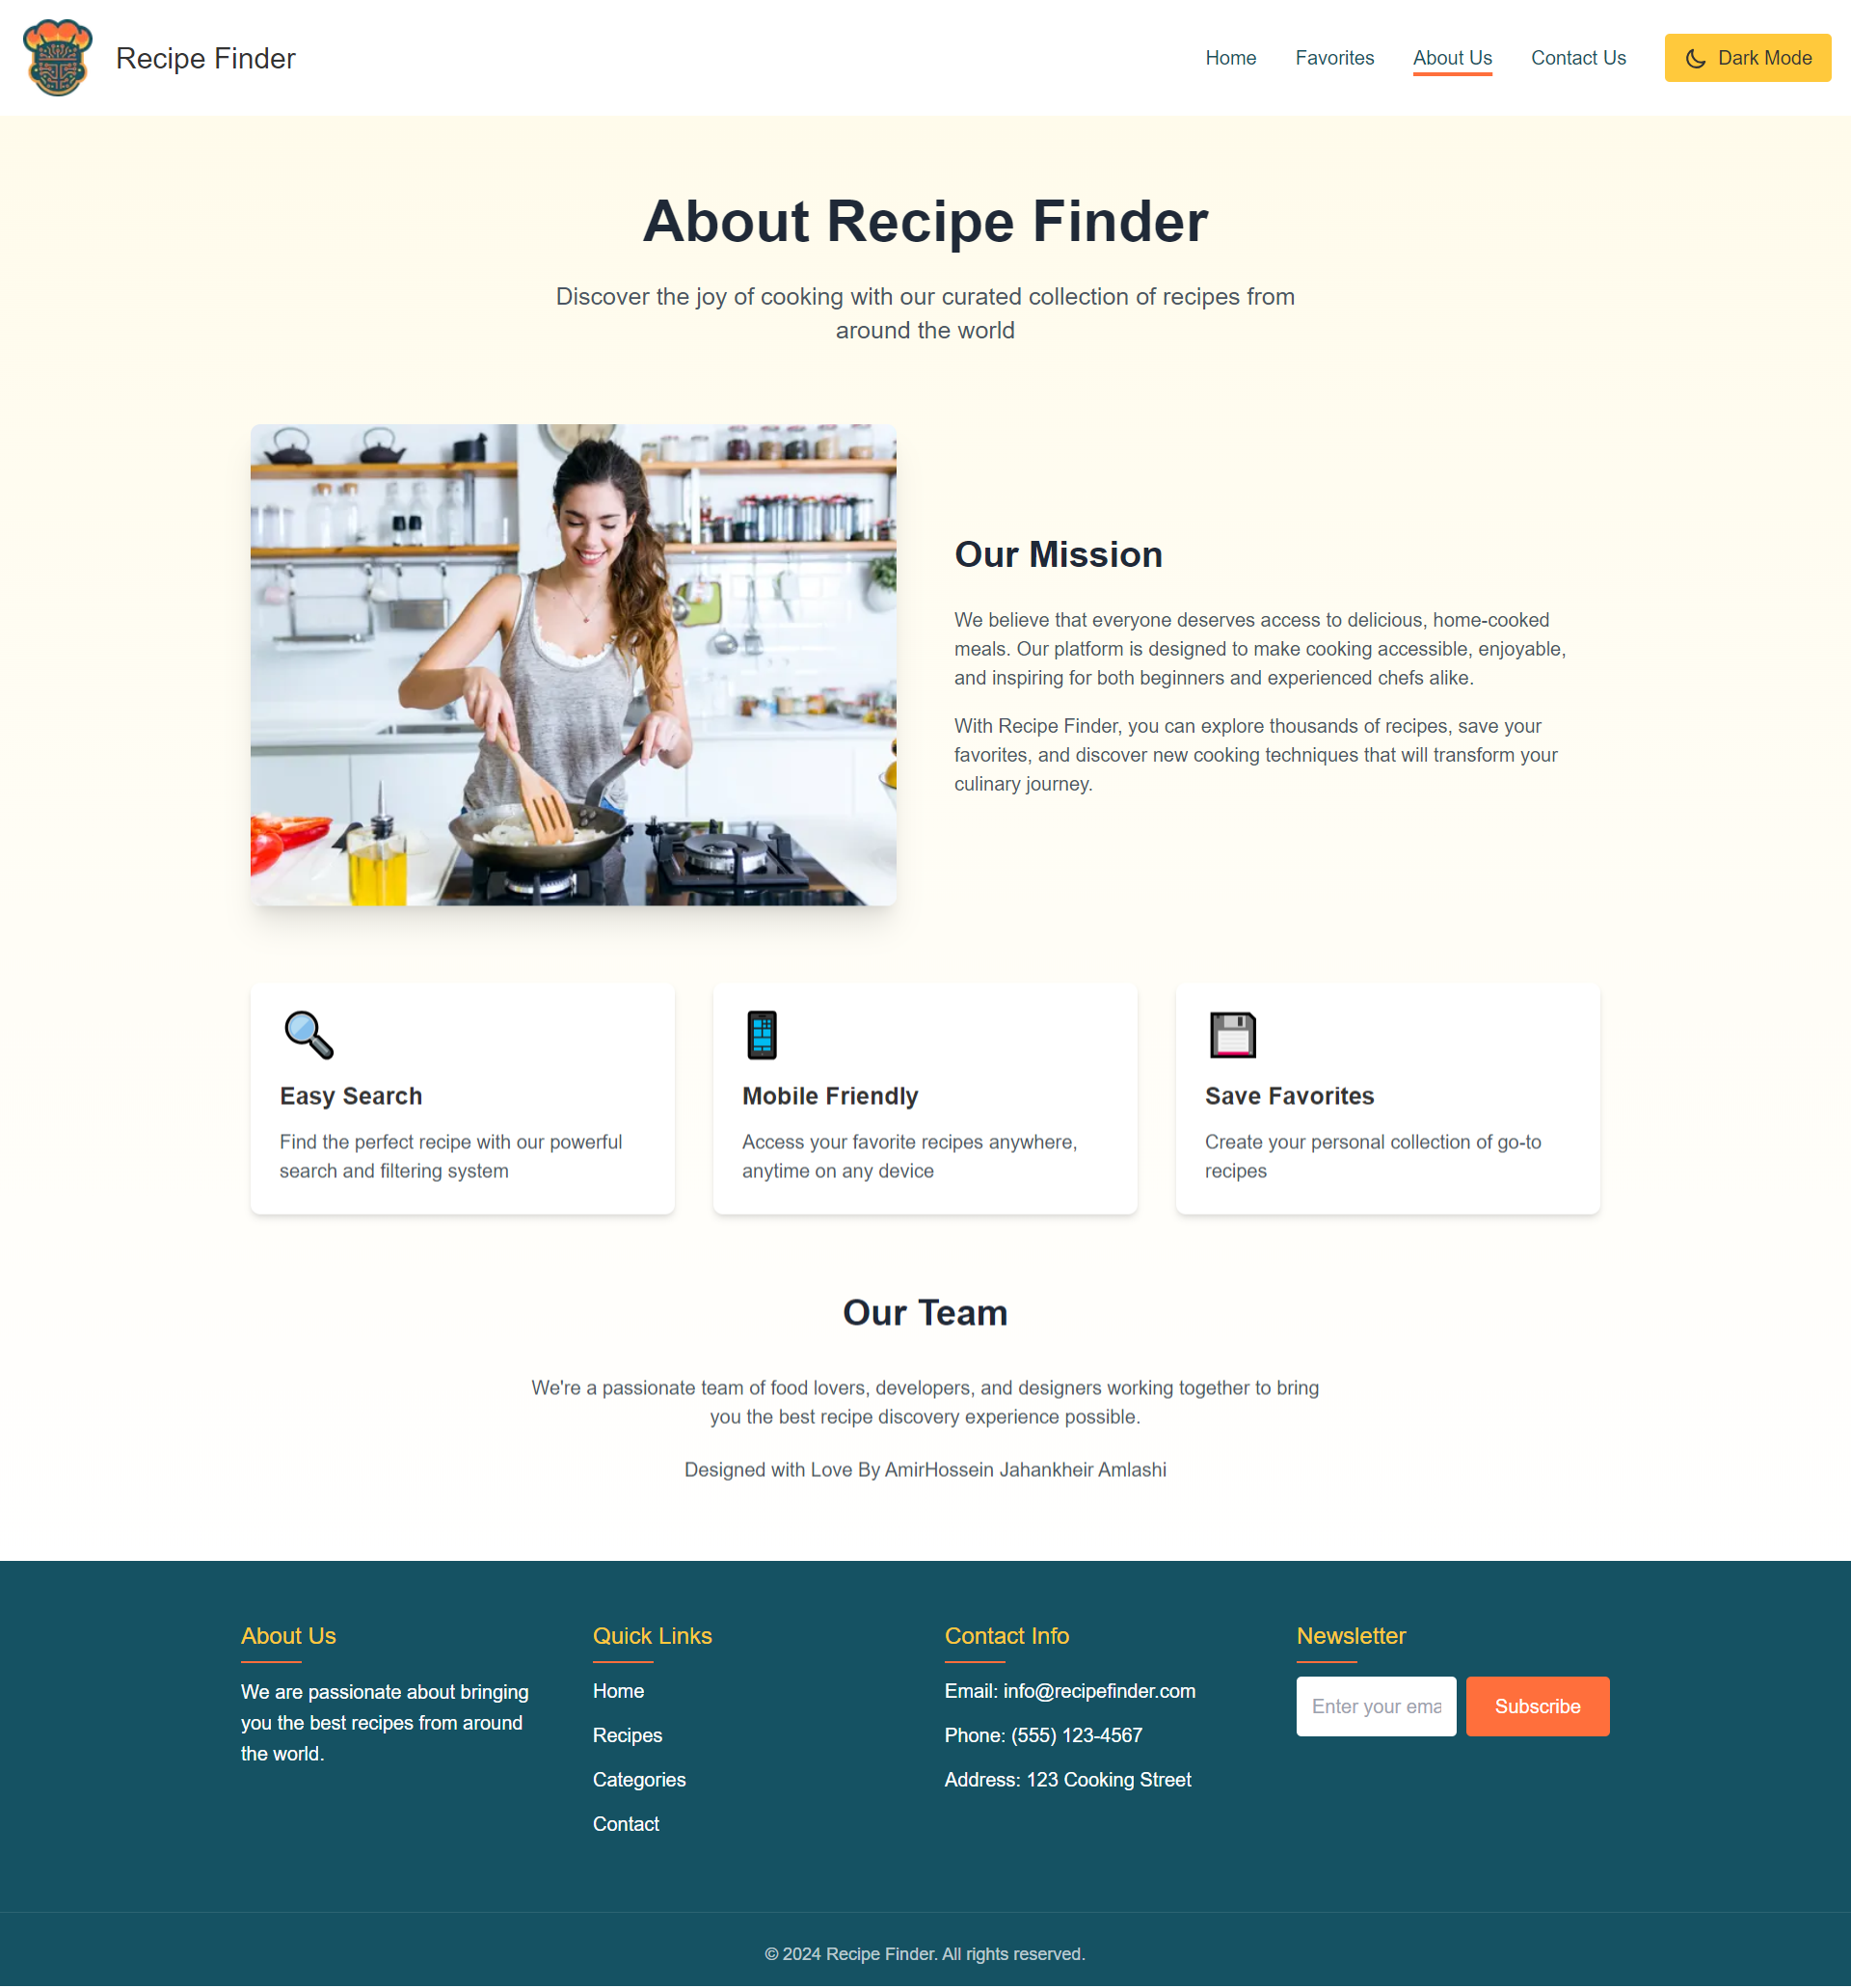 Recipe Finder
Home
Favorites
About Us
Contact Us
Dark Mode
About Recipe Finder
Discover the joy of cooking with our curated collection of recipes from
around the world
Our Mission
We believe that everyone deserves access to delicious, home-cooked
meals. Our platform is designed to make cooking accessible, enjoyable,
and inspiring for both beginners and experienced chefs alike.
With Recipe Finder, you can explore thousands of recipes, save your
favorites, and discover new cooking techniques that will transform your
culinary journey.
Easy Search
Find the perfect recipe with our powerful
search and filtering system
Mobile Friendly
Access your favorite recipes anywhere,
anytime on any device
Save Favorites
Create your personal collection of go-to
recipes
Our Team
We're a passionate team of food lovers, developers, and designers working together to bring
you the best recipe discovery experience possible.
Designed with Love By AmirHossein Jahankheir Amlashi
About Us
We are passionate about bringing
you the best recipes from around
the world.
Quick Links
Home
Recipes
Categories
Contact
Contact Info
Email: info@recipefinder.com
Phone: (555) 123-4567
Address: 123 Cooking Street
Newsletter
Enter your ema
Subscribe
© 2024 Recipe Finder. All rights reserved.